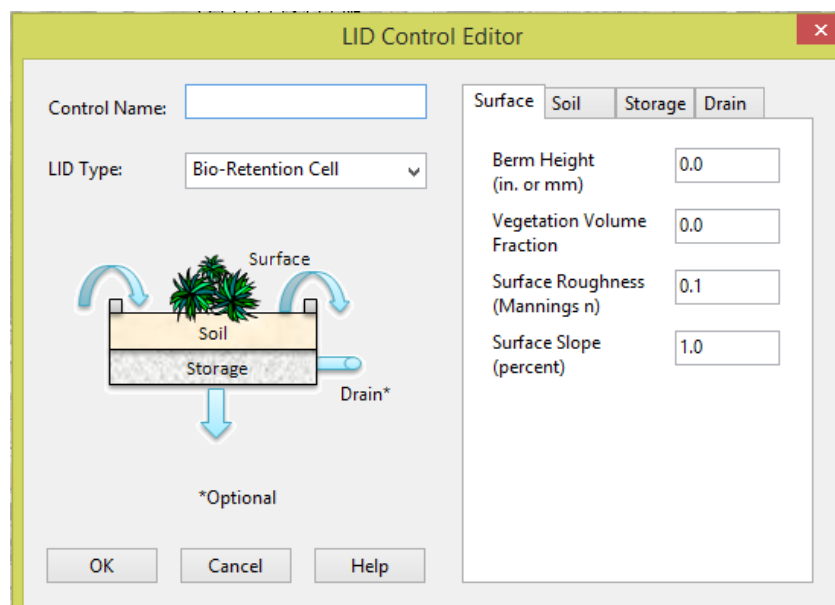 LID Control Editor
Control Name:
LID Type:
Bio-Retention Cell
Surface
Soil
Storage
Drain*
*Optional
OK
Cancel
Help
Surface
Soil
Storage
Drain
Berm Height
(in. or mm)
0.0
Vegetation Volume
Fraction
0.0
Surface Roughness
(Mannings n)
0.1
Surface Slope
(percent)
1.0